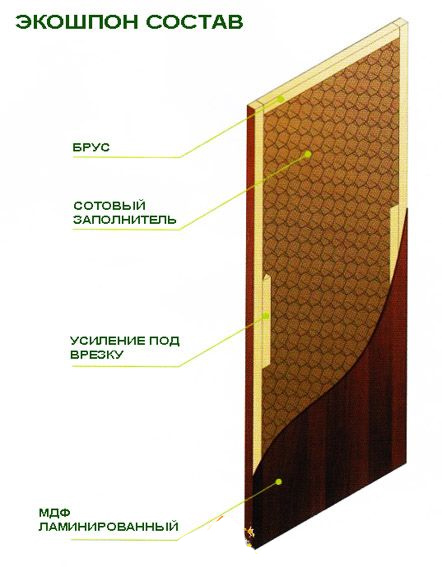 ЭКОШПОН СОСТАВ
БРУС
СОТОВЫЙ
ЗАПОЛНИТЕЛЬ
УСИЛЕНИЕ ПОД
ВРЕЗКУ
МДФ
ЛАМИНИРОВАННЫЙ